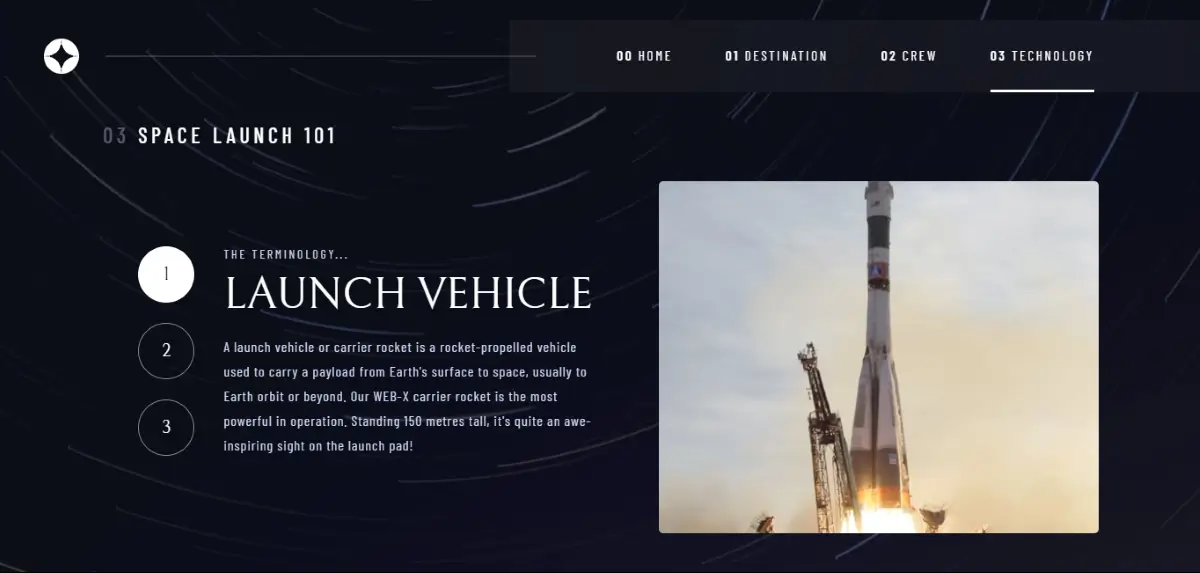 00 HOME
01 DESTINATION
02 CREW
03 TECHNOLOGY
03 SPACE LAUNCH 101
1
2
3
THE TERMINOLOGY...
LAUNCH VEHICLE
A launch vehicle or carrier rocket is a rocket-propelled vehicle
used to carry a payload from Earth's surface to space, usually to
Earth orbit or beyond. Our WEB-X carrier rocket is the most
powerful in operation. Standing 150 metres tall, it's quite an awe-
inspiring sight on the launch pad!